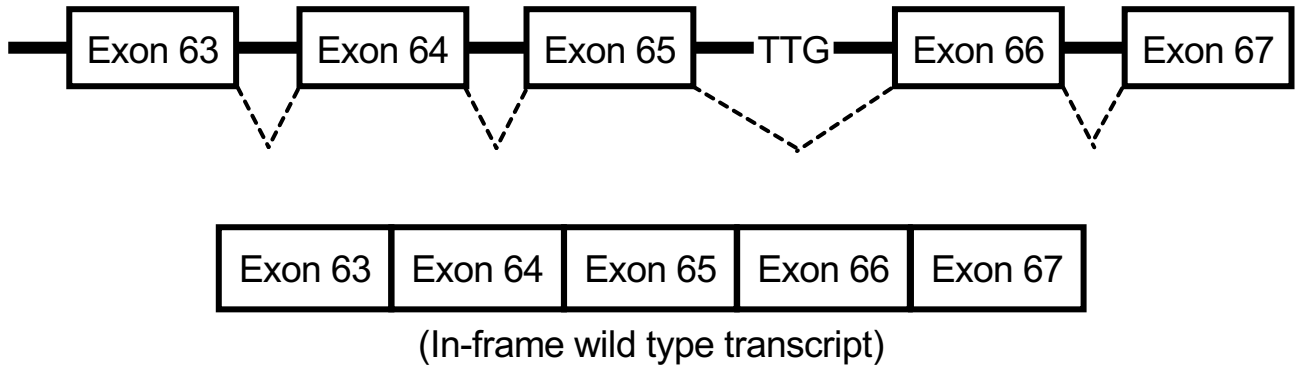 Exon 63 Exon 64 Exon 65 TTG Exon 66 Exon 67
Exon 63 Exon 64 Exon 65 Exon 66 Exon 67
(In-frame wild type transcript)